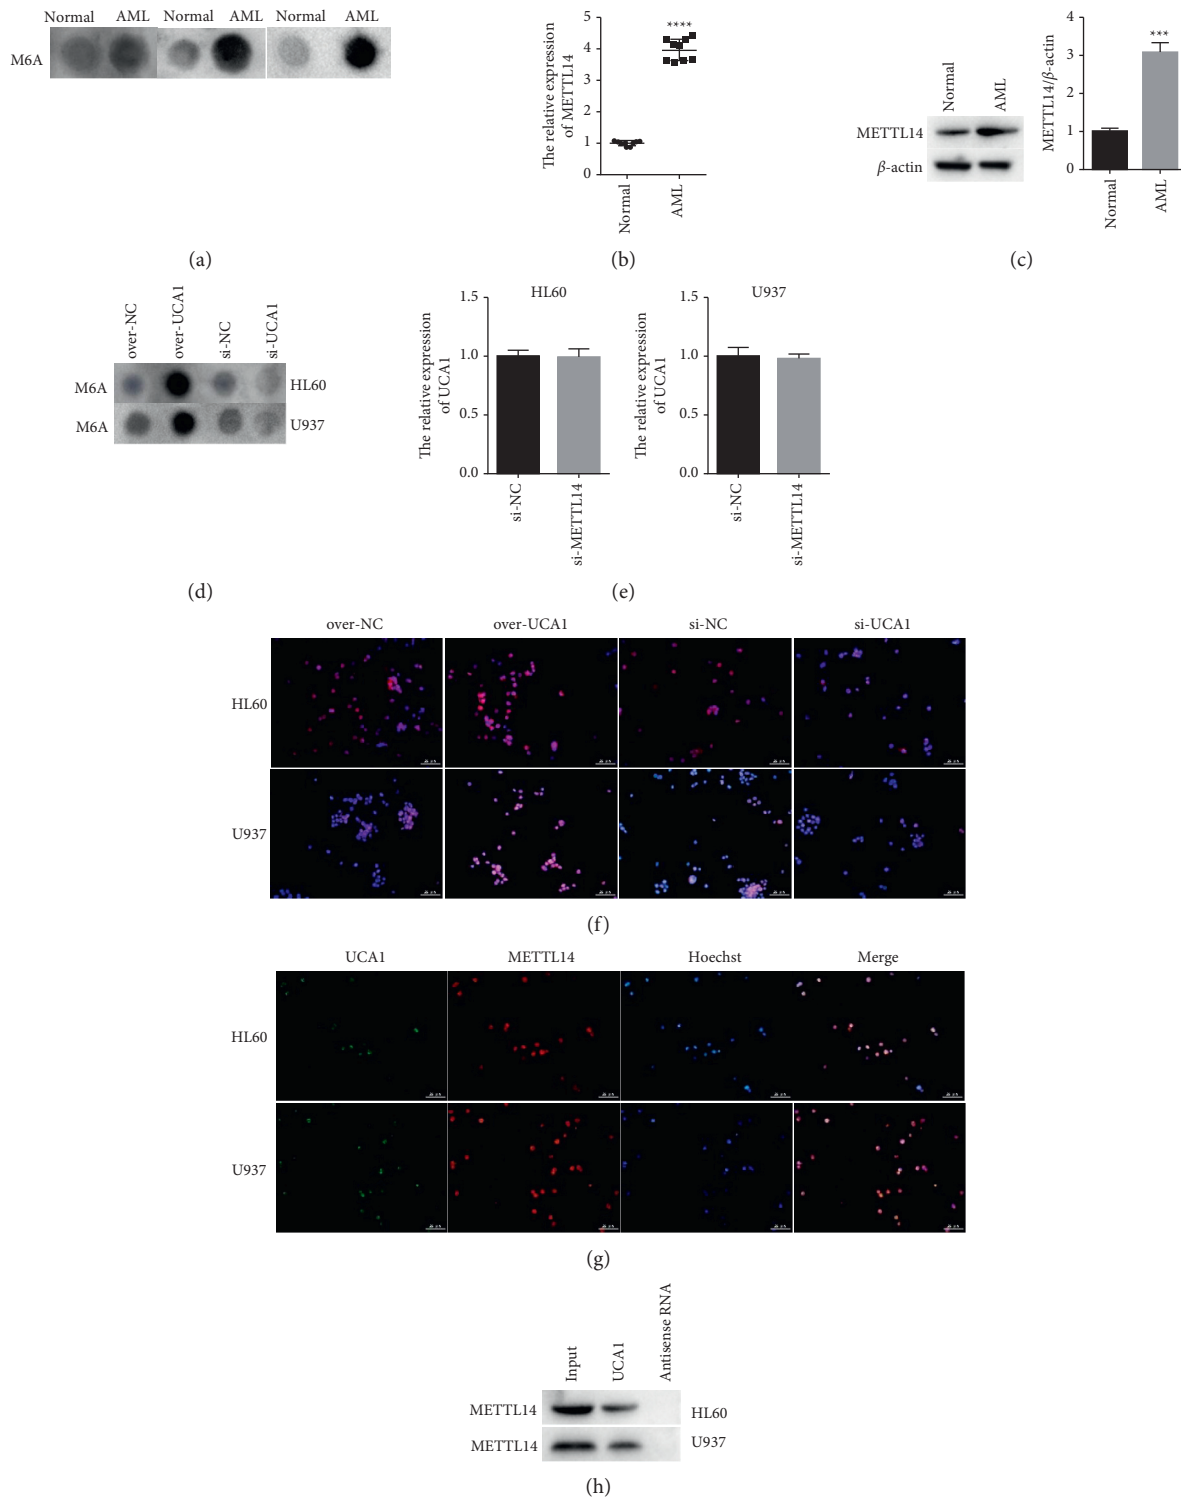 Normal AML Normal AML Normal AML
M6A
(a)
The relative expression
of METTL14
5
4
3
2
1
0
****
Normal
AML
(b)
Normal
AML
METTL14
β-actin
METTL14/β-actin
4
3
2
1
0
***
Normal
AML
(c)
over-NC
over-UCA1
si-NC
si-UCA1
M6A HL60
M6A U937
(d)
HL60
The relative expression
of UCA1
1.5
1.0
0.5
0.0
si-NC
si-METTL14
U937
The relative expression
of UCA1
1.5
1.0
0.5
0.0
si-NC
si-METTL14
(e)
over-NC over-UCA1 si-NC si-UCA1
HL60
U937
(f)
UCA1 METTL14 Hoechst Merge
HL60
U937
(g)
Input
UCA1
Antisense RNA
METTL14 HL60
METTL14 U937
(h)